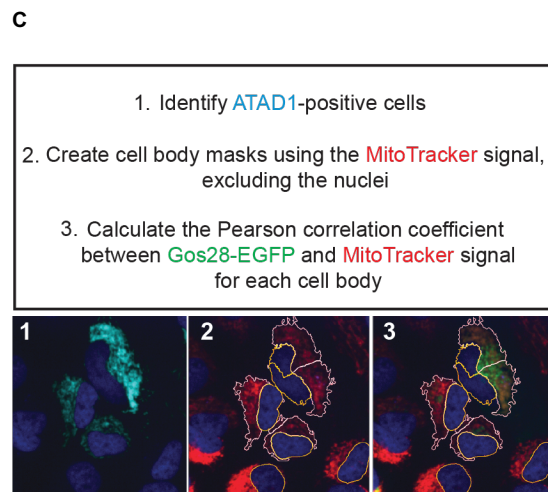 C
1. Identify ATAD1-positive cells
2. Create cell body masks using the MitoTracker signal,
excluding the nuclei
3. Calculate the Pearson correlation coefficient
between Gos28-EGFP and MitoTracker signal
for each cell body
1 2 3